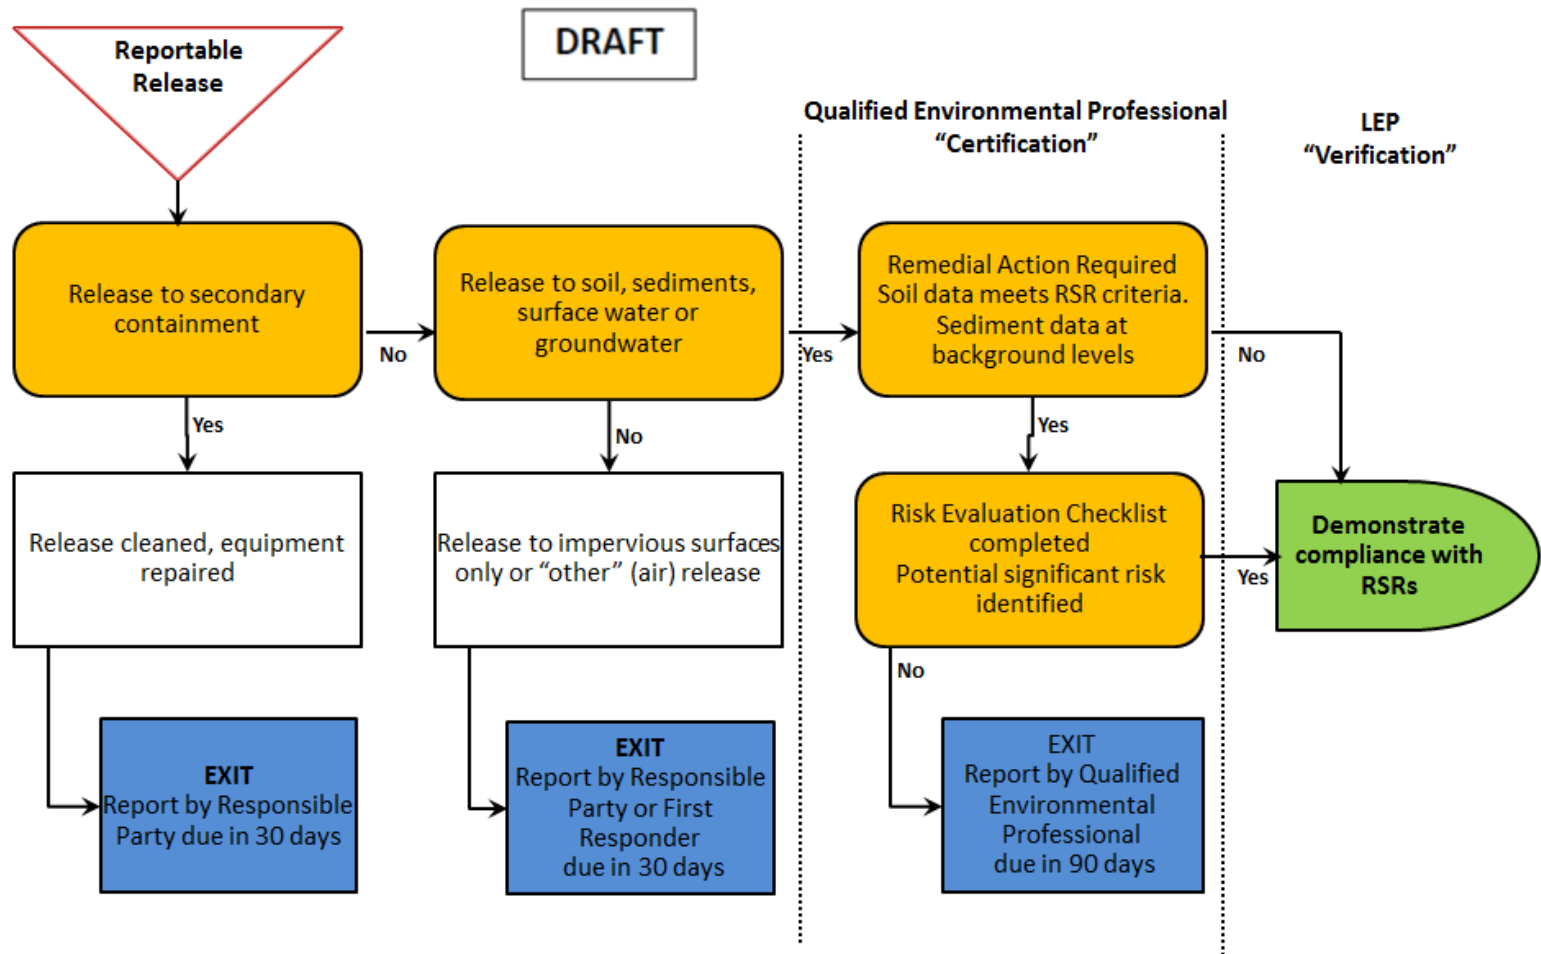 Reportable
Release
DRAFT
Qualified Environmental Professional
“Certification”
LEP
“Verification”
Release to secondary
containment
No
Release to soil, sediments,
surface water or
groundwater
Yes
Remedial Action Required
Soil data meets RSR criteria.
Sediment data at
background levels
No
Yes
No
Yes
Release cleaned, equipment
repaired
Release to impervious surfaces
only or “other” (air) release
Risk Evaluation Checklist
completed
Potential significant risk
identified
Yes
Demonstrate
compliance with
RSRs
No
EXIT
Report by Responsible
Party due in 30 days
EXIT
Report by Responsible
Party or First
Responder
due in 30 days
EXIT
Report by Qualified
Environmental
Professional
due in 90 days